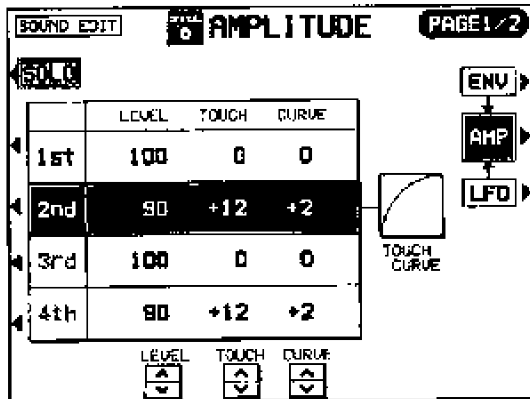 SOUND EDIT AMPLITUDE PAGE1/2
SOLO
ENV
LEVEL TOUCH CURVE
1st 100 0 0
AMP
2nd 90 +12 +2
LFO
3rd 100 0 0
TOUCH CURVE
4th 90 +12 +2
LEVEL TOUCH CURVE